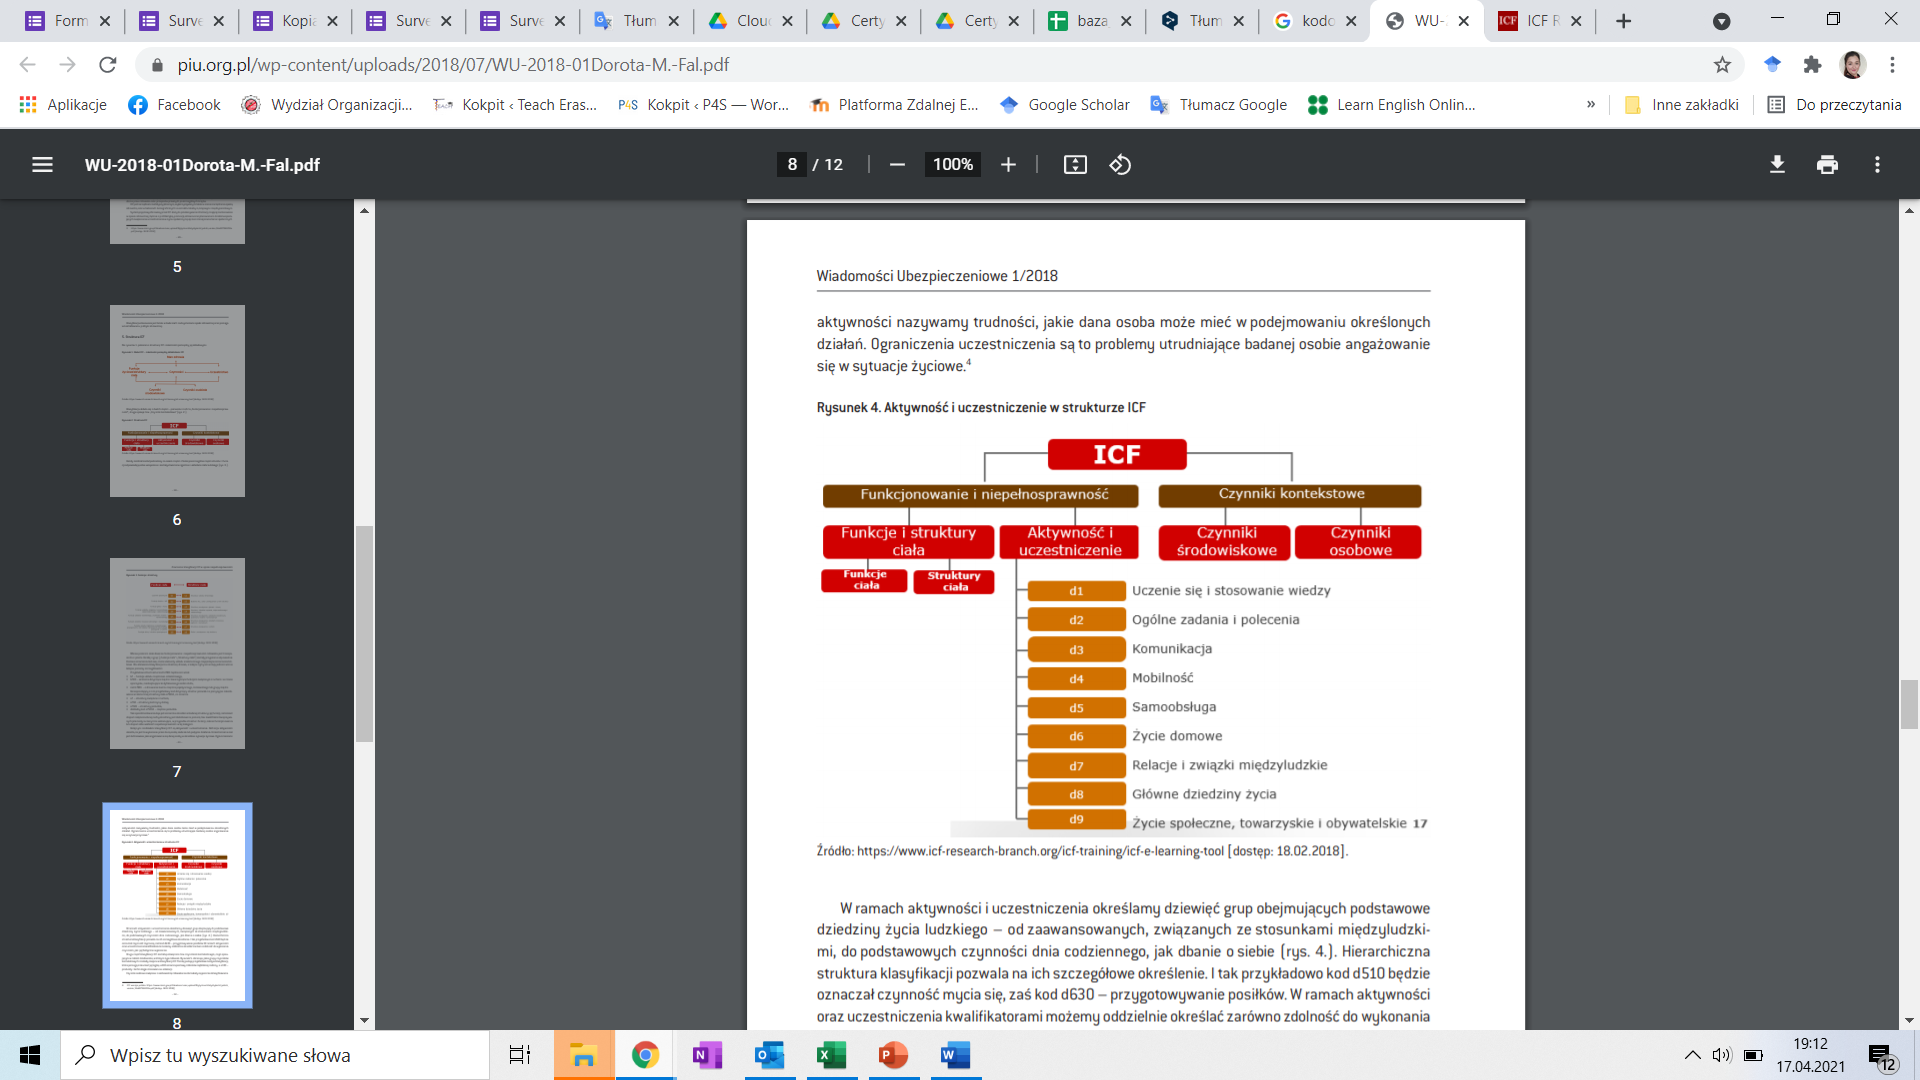 Form
Surve
Kopia
Surve
Surve
Tłum
Cloud
Certy
Certy
baza
Tłum
kodo
WU-
ICF R
piu.org.pl/wp-content/uploads/2018/07/WU-2018-01Dorota-M.-Fal.pdf
Aplikacje
Facebook
Wydział Organizacji...
Kokpit ‹ Teach Eras...
P4S Kokpit ‹ P4S — Wor...
Platforma Zdalnej E...
Google Scholar
Tłumacz Google
Learn English Onlin...
»
Inne zakładki
Do przeczytania
WU-2018-01Dorota-M.-Fal.pdf
8 / 12
100%
5
6
7
8
Wiadomości Ubezpieczeniowe 1/2018
aktywności nazywamy trudności, jakie dana osoba może mieć w podejmowaniu określonych
działań. Ograniczenia uczestniczenia są to problemy utrudniające badanej osobie angażowanie
się w sytuacje życiowe.4
Rysunek 4. Aktywność i uczestniczenie w strukturze ICF
ICF
Funkcjonowanie i niepełnosprawność
Czynniki kontekstowe
Funkcje i struktury
ciała
Aktywność i
uczestniczenie
Czynniki
środowiskowe
Czynniki
osobowe
Funkcje
ciała
Struktury
ciała
d1 Uczenie się i stosowanie wiedzy
d2 Ogólne zadania i polecenia
d3 Komunikacja
d4 Mobilność
d5 Samoobsługa
d6 Życie domowe
d7 Relacje i związki międzyludzkie
d8 Główne dziedziny życia
d9 Życie społeczne, towarzyskie i obywatelskie 17
Źródło: https://www.icf-research-branch.org/icf-training/icf-e-learning-tool [dostęp: 18.02.2018].
W ramach aktywności i uczestniczenia określamy dziewięć grup obejmujących podstawowe
dziedziny życia ludzkiego – od zaawansowanych, związanych ze stosunkami międzyludzki-
mi, do podstawowych czynności dnia codziennego, jak dbanie o siebie (rys. 4.). Hierarchiczna
struktura klasyfikacji pozwala na ich szczegółowe określenie. I tak przykładowo kod d510 będzie
oznaczał czynność mycia się, zaś kod d630 – przygotowywanie posiłków. W ramach aktywności
oraz uczestniczenia kwalifikatorami możemy oddzielnie określać zarówno zdolność do wykonania
Wpisz tu wyszukiwane słowa
19:12
17.04.2021
12